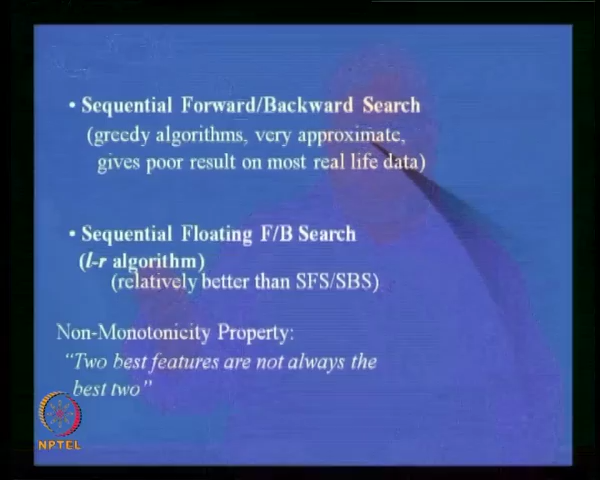 • Sequential Forward/Backward Search
(greedy algorithms, very approximate,
gives poor result on most real life data)
• Sequential Floating F/B Search
(l-r algorithm)
(relatively better than SFS/SBS)
Non-Monotonicity Property:
“Two best features are not always the
best two”
NPTEL